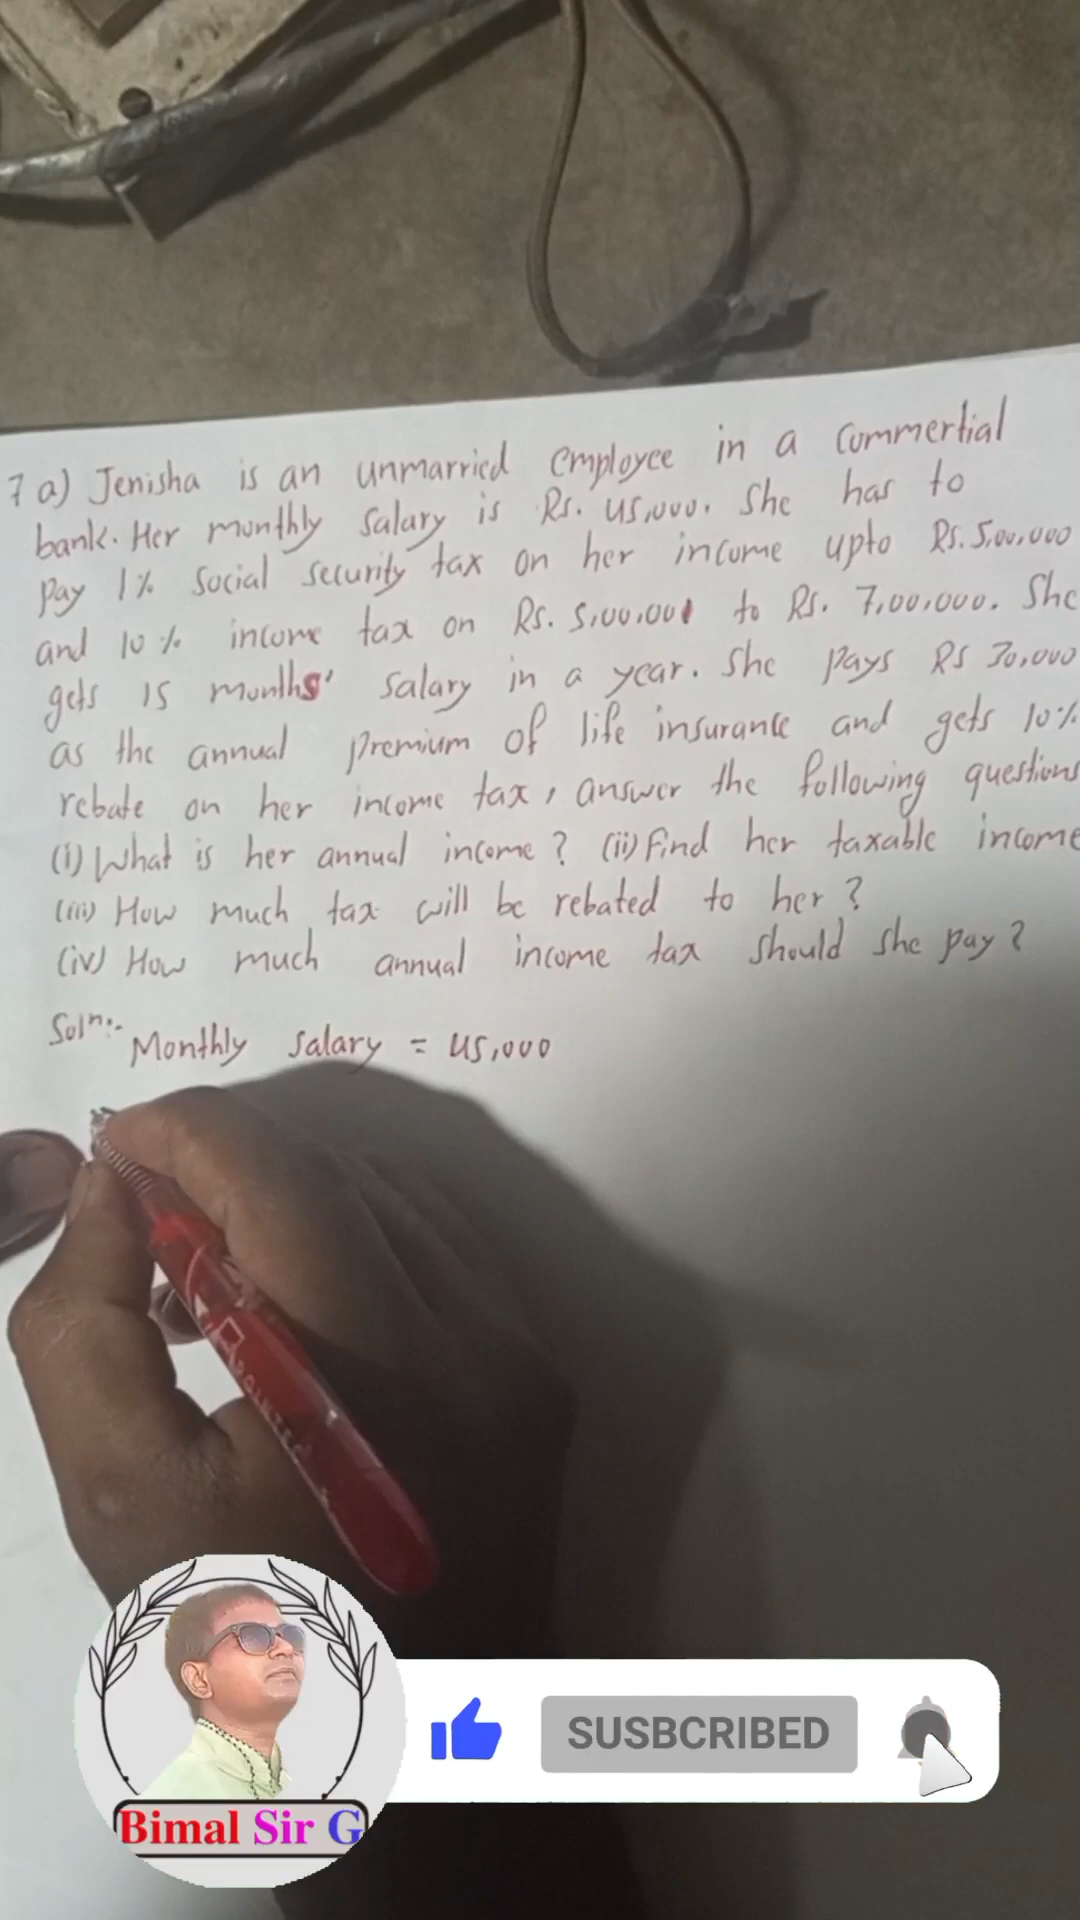 7 a) Jenisha is an unmarried employee in a commertial
bank. Her monthly salary is Rs. 45,000. She has to
pay 1% social security tax on her income upto Rs. 5,00,000
and 10% income tax on Rs. 5,00,001 to Rs. 7,00,000. She
gets 15 months' salary in a year. She pays Rs 30,000
as the annual premium of life insurance and gets 10%
rebate on her income tax, answer the following questions
(i) What is her annual income? (ii) Find her taxable income
(iii) How much tax will be rebated to her?
(iv) How much annual income tax should she pay?
Solⁿ:- Monthly salary = 45,000
SUSBCRIBED
Bimal Sir G